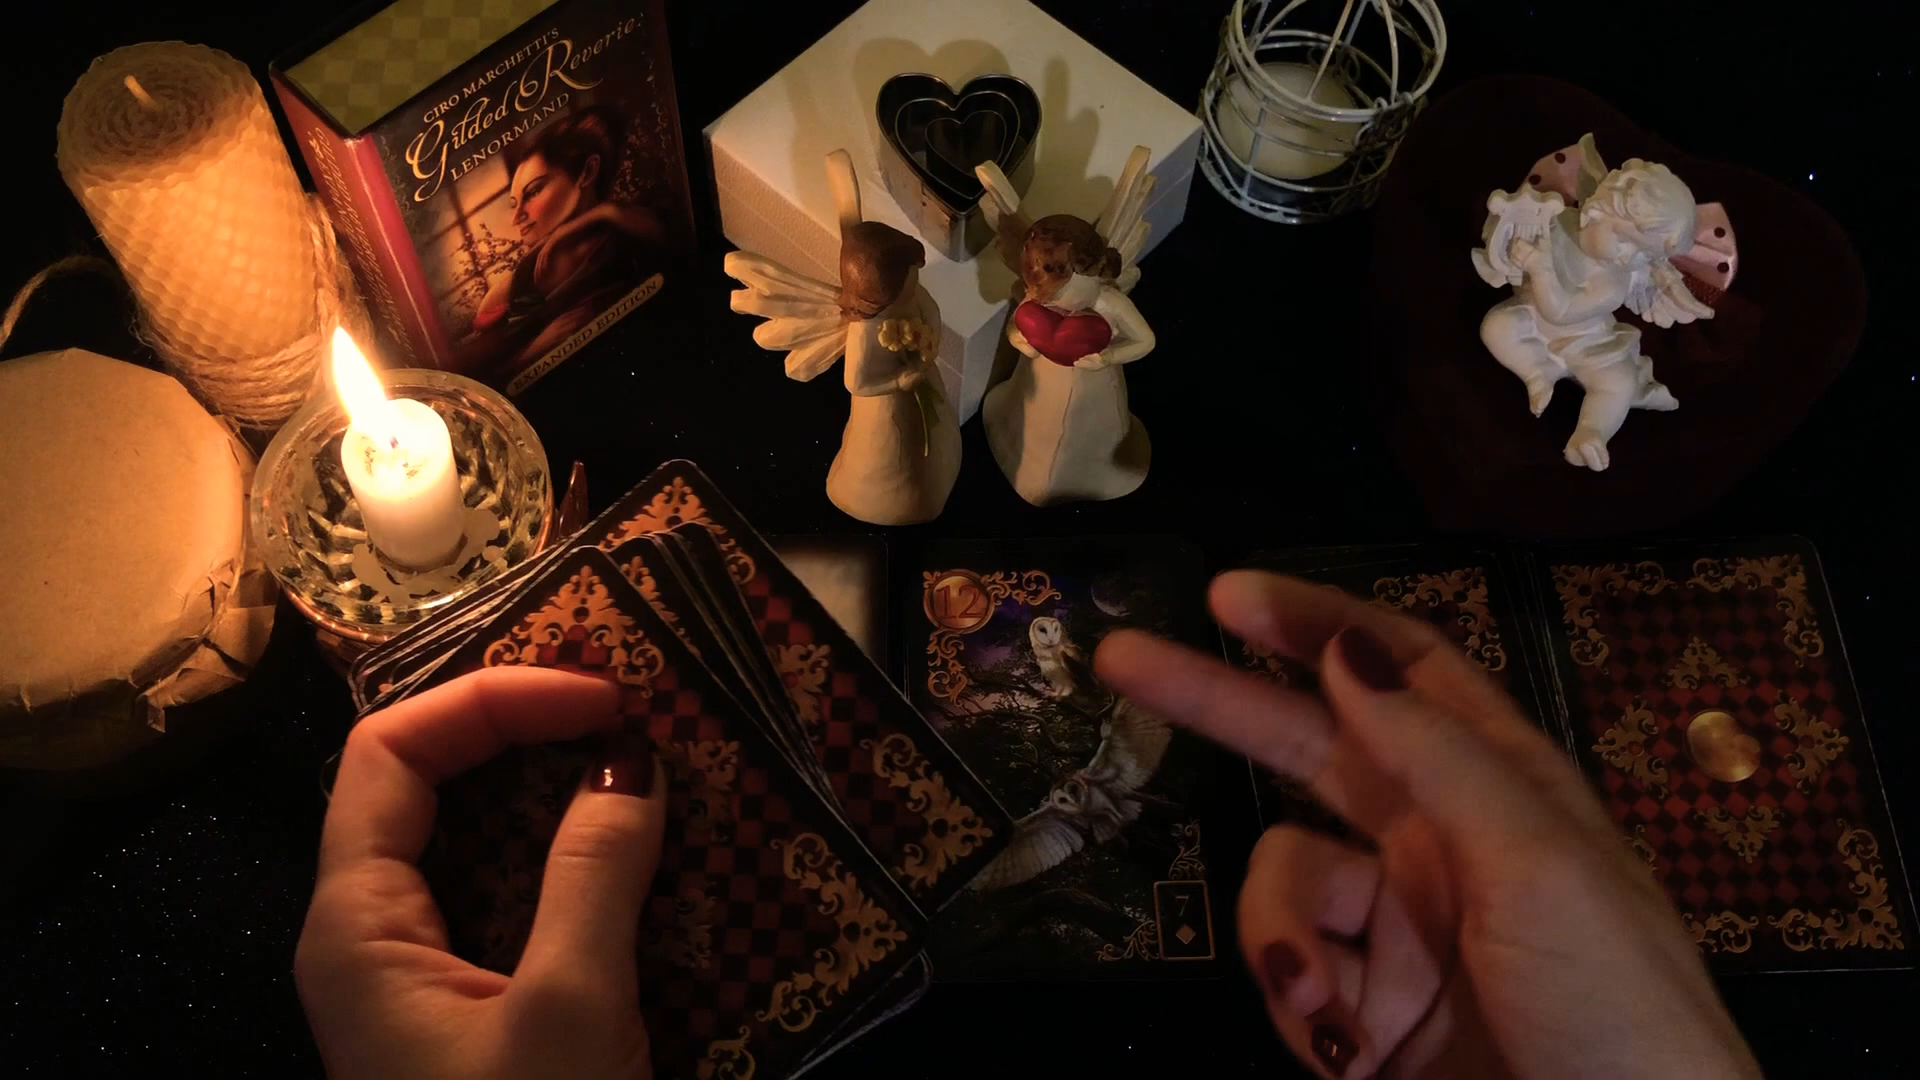 CIRO MARCHETTI'S
Gilded Reverie
LENORMAND
EXPANDED EDITION
12
7